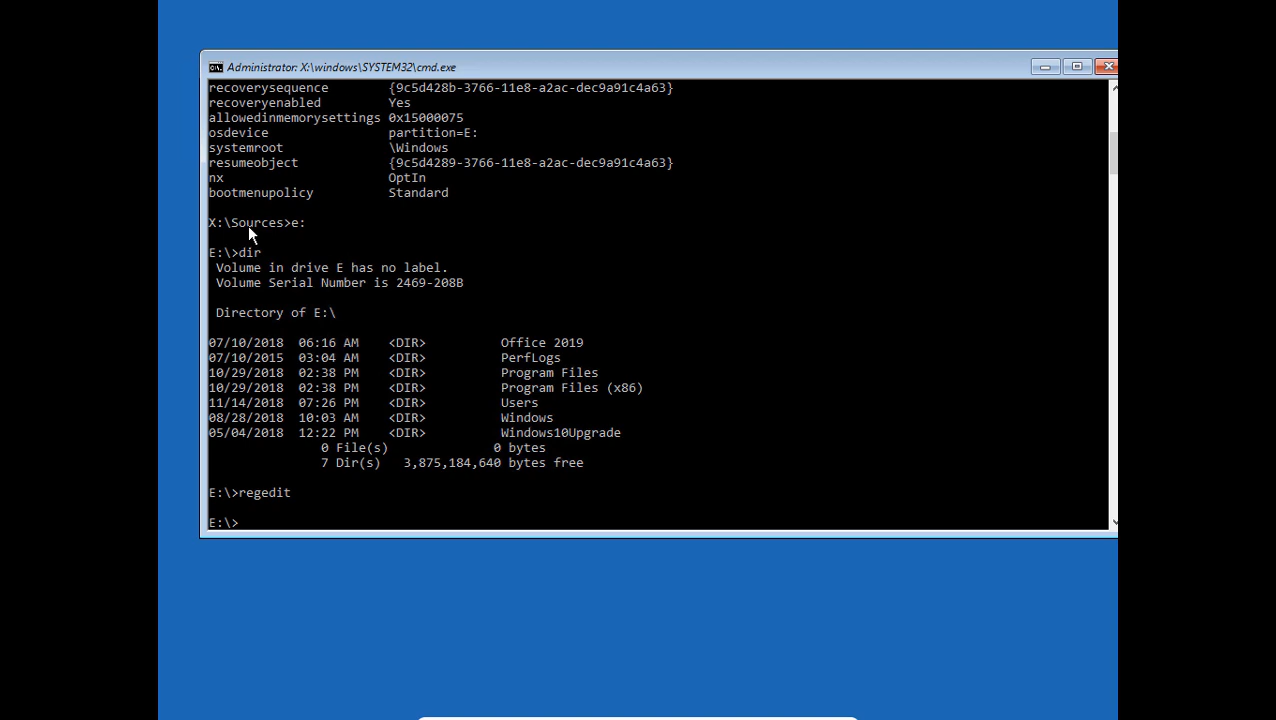 Administrator: X:\windows\SYSTEM32\cmd.exe
recoverysequence        {9c5d428b-3766-11e8-a2ac-dec9a91c4a63}
recoveryenabled         Yes
allowedinmemorysettings 0x15000075
osdevice                partition=E:
systemroot              \Windows
resumeobject            {9c5d4289-3766-11e8-a2ac-dec9a91c4a63}
nx                      OptIn
bootmenupolicy          Standard
X:\Sources>e:
E:\>dir
 Volume in drive E has no label.
 Volume Serial Number is 2469-208B
 Directory of E:\
07/10/2018  06:16 AM    <DIR>          Office 2019
07/10/2015  03:04 AM    <DIR>          PerfLogs
10/29/2018  02:38 PM    <DIR>          Program Files
10/29/2018  02:38 PM    <DIR>          Program Files (x86)
11/14/2018  07:26 PM    <DIR>          Users
08/28/2018  10:03 AM    <DIR>          Windows
05/04/2018  12:22 PM    <DIR>          Windows10Upgrade
               0 File(s)              0 bytes
               7 Dir(s)   3,875,184,640 bytes free
E:\>regedit
E:\>